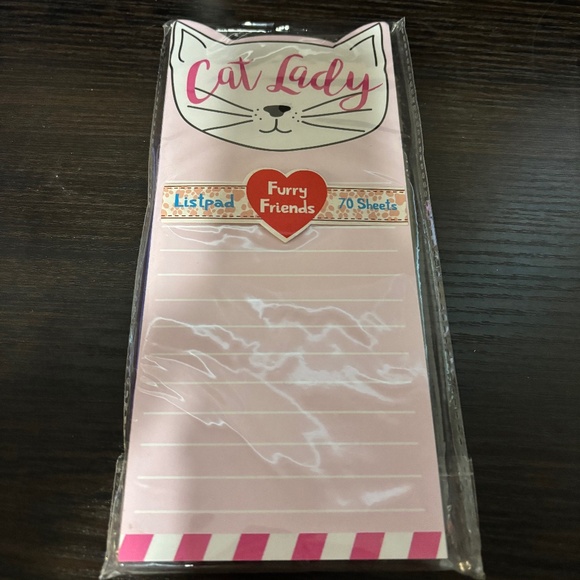 Cat Lady
Listpad
Furry
Friends
70 Sheets